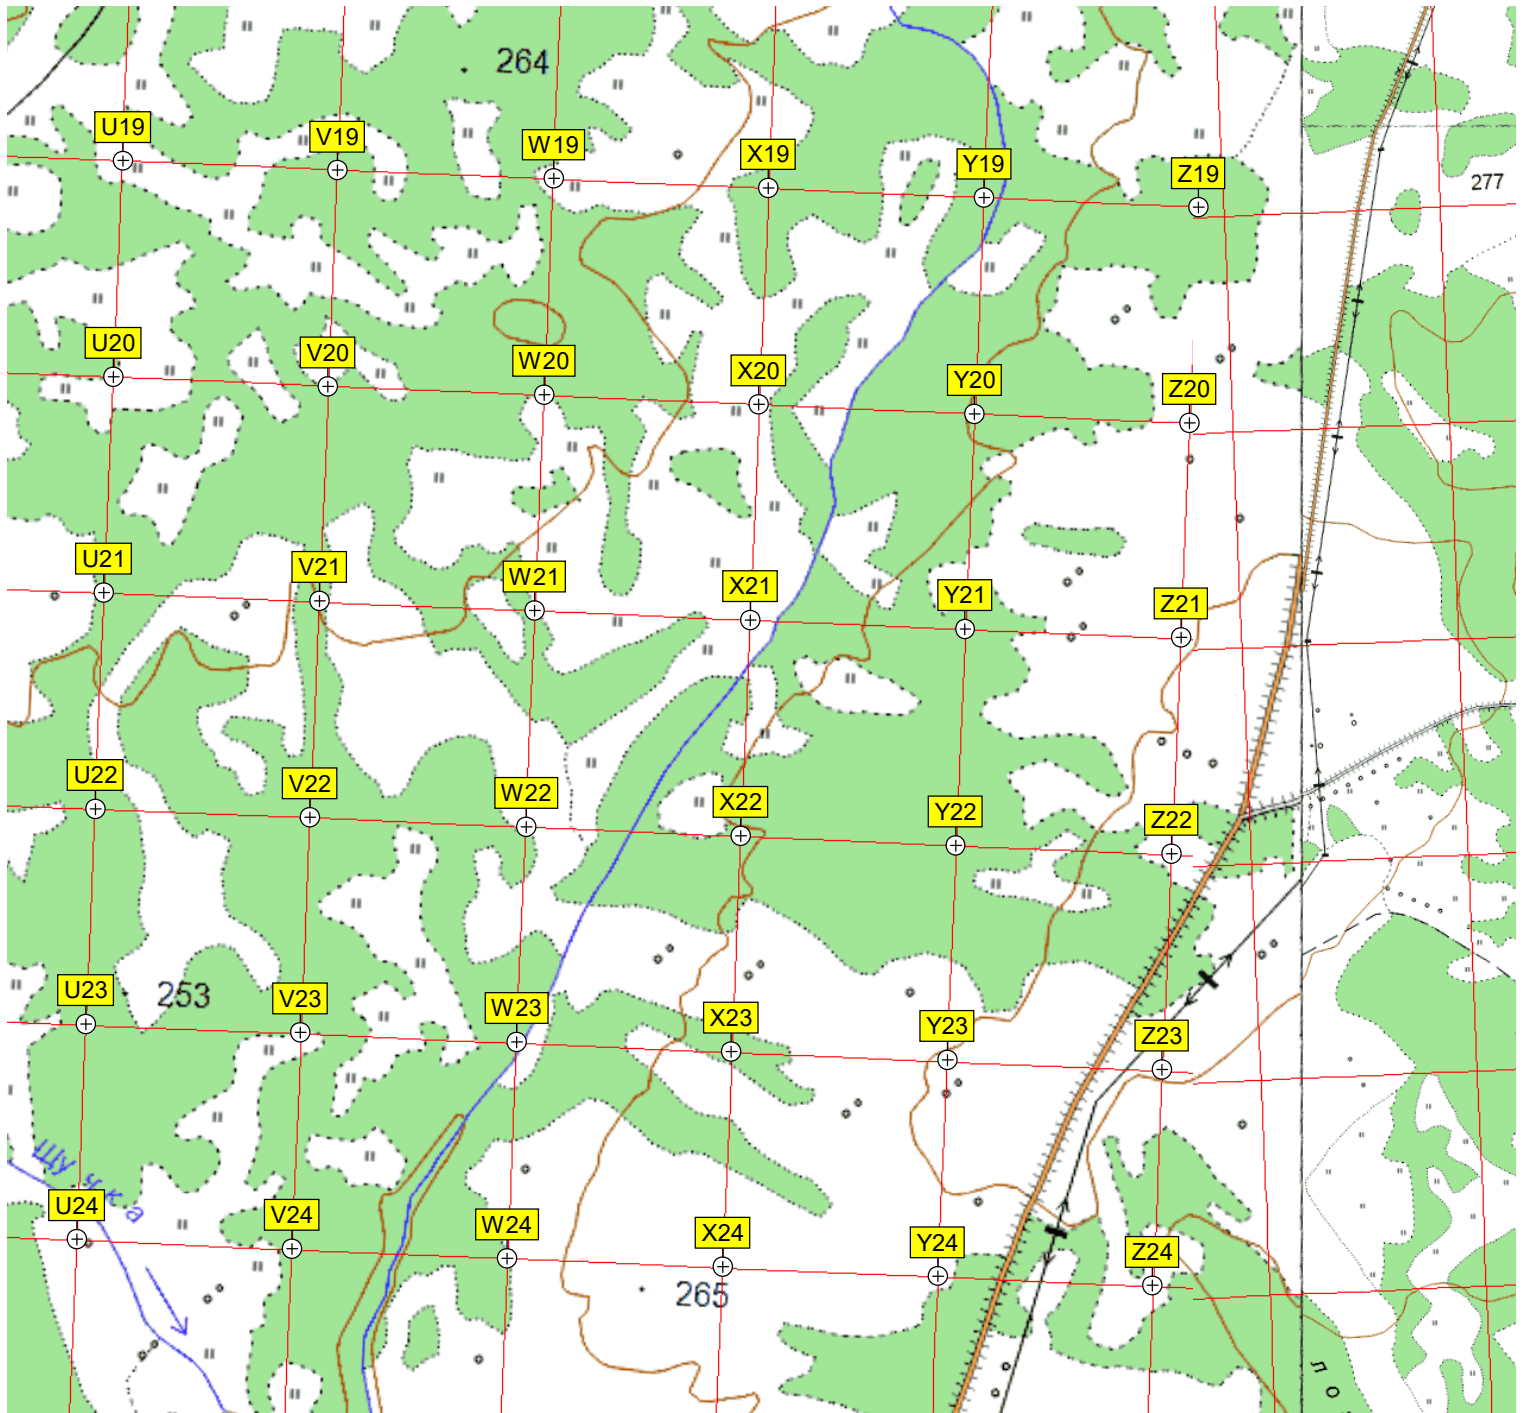 264
U19 V19 W19 X19 Y19 Z19
277
U20 V20 W20 X20 Y20 Z20
U21 V21 W21 X21 Y21 Z21
U22 V22 W22 X22 Y22 Z22
253
U23 V23 W23 X23 Y23 Z23
Щучка
U24 V24 W24 X24 Y24 Z24
265
ЛО